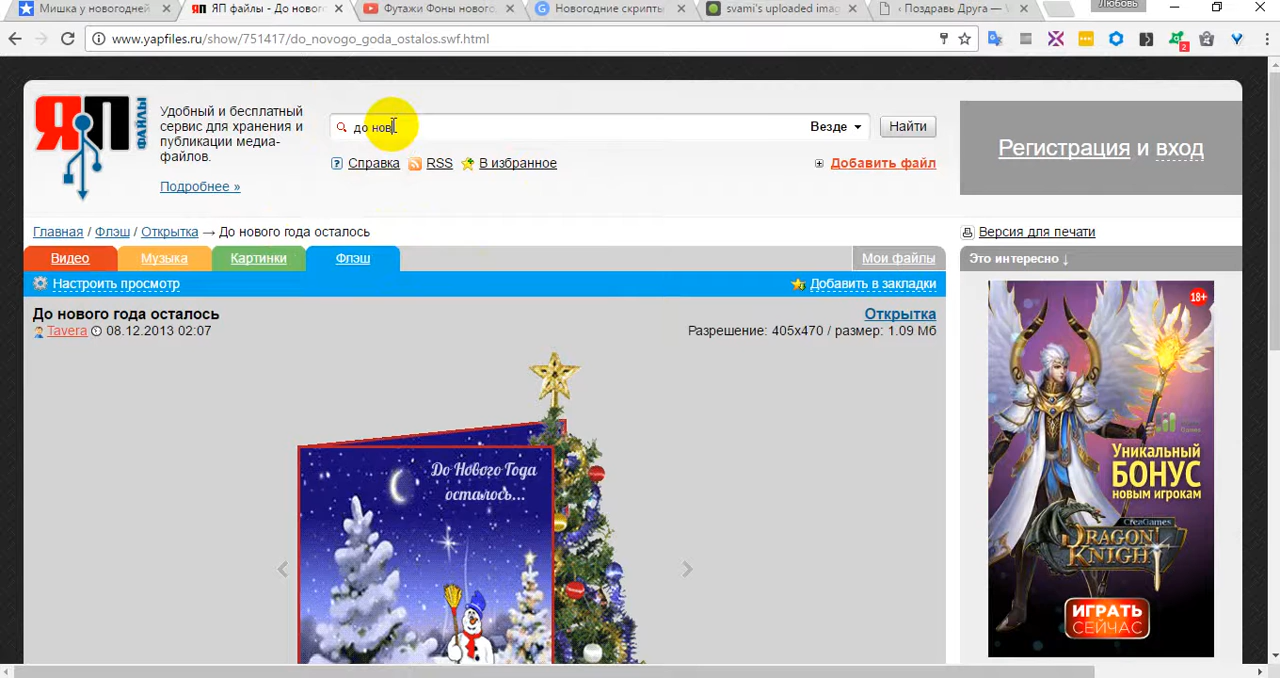 Мишка у новогодней
ЯП файлы - До новог
Футажи Фоны нового
Новогодние скрипты
svami's uploaded ima
‹ Поздравь Друга —
Любовь
www.yapfiles.ru/show/751417/do_novogo_goda_ostalos.swf.html
2
ЯП
ФАЙЛЫ
Удобный и бесплатный
сервис для хранения и
публикации медиа-
файлов.
Подробнее »
до нов
Везде
Найти
Справка
RSS
В избранное
Добавить файл
Регистрация и вход
Главная / Флэш / Открытка → До нового года осталось
Версия для печати
Видео
Музыка
Картинки
Флэш
Мои файлы
Это интересно ↓
Настроить просмотр
Добавить в закладки
До нового года осталось
Открытка
Tavera 08.12.2013 02:07
Разрешение: 405x470 / размер: 1.09 Мб
До Нового Года
осталось...
18+
Уникальный
БОНУС
новым игрокам
CreaGames
DRAGON
KNIGHT
ИГРАТЬ
СЕЙЧАС